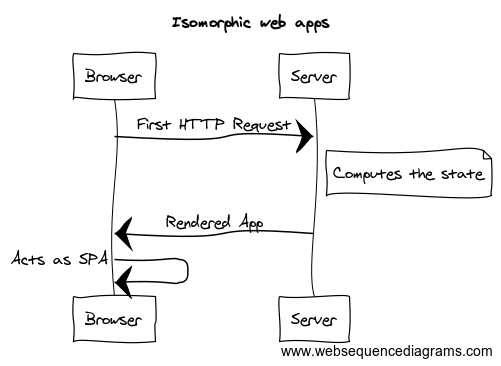 Isomorphic web apps
Browser
Server
First HTTP Request
Computes the state
Rendered App
Acts as SPA
Browser
Server
www.websequencediagrams.com